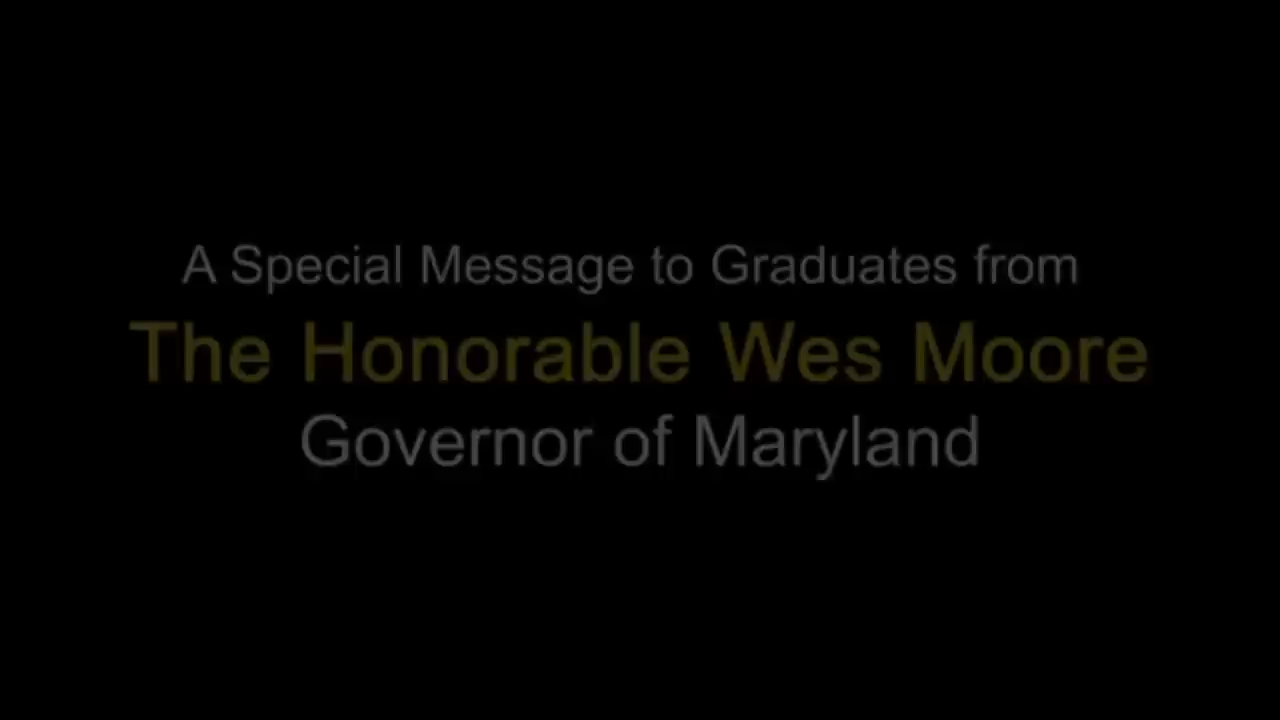 A Special Message to Graduates from
The Honorable Wes Moore
Governor of Maryland